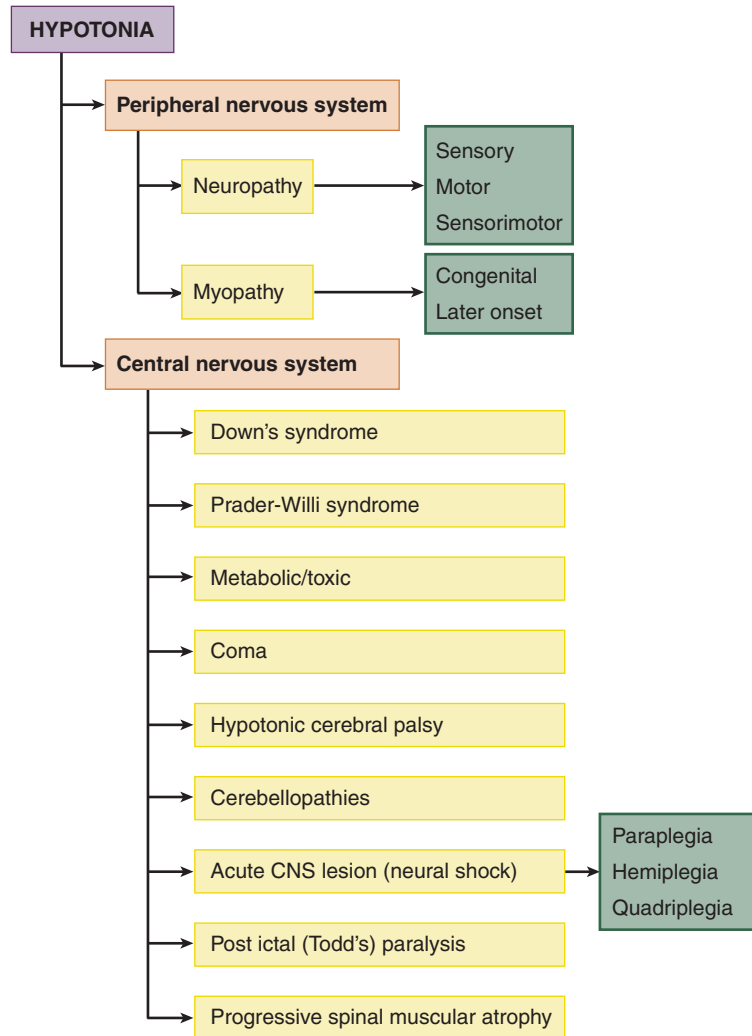 HYPOTONIA
Peripheral nervous system
Neuropathy
Sensory
Motor
Sensorimotor
Myopathy
Congenital
Later onset
Central nervous system
Down's syndrome
Prader-Willi syndrome
Metabolic/toxic
Coma
Hypotonic cerebral palsy
Cerebellopathies
Acute CNS lesion (neural shock)
Paraplegia
Hemiplegia
Quadriplegia
Post ictal (Todd's) paralysis
Progressive spinal muscular atrophy